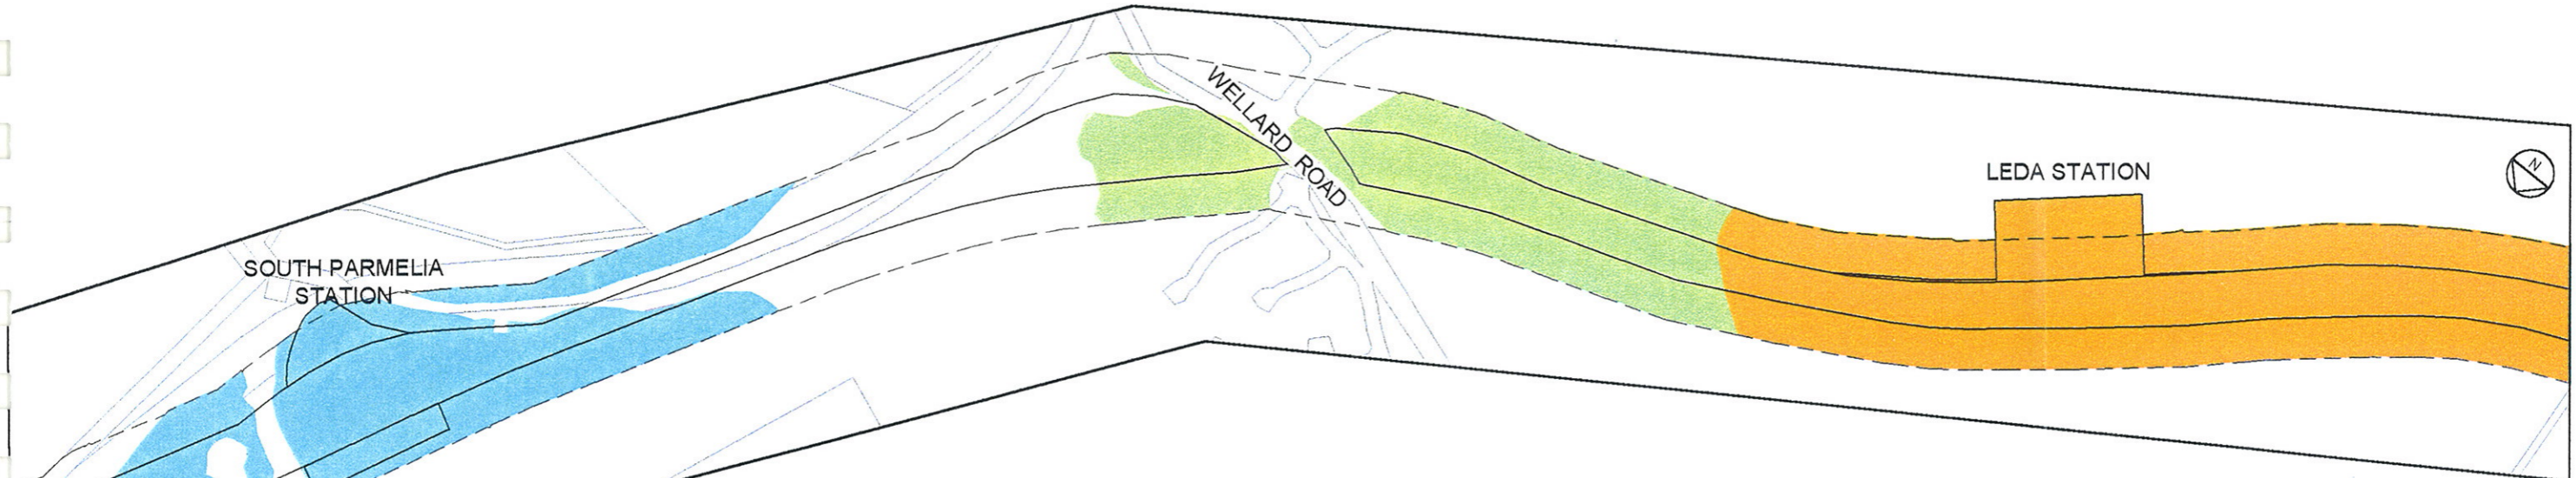 WELLARD ROAD
LEDA STATION
N
SOUTH PARMELIA
STATION